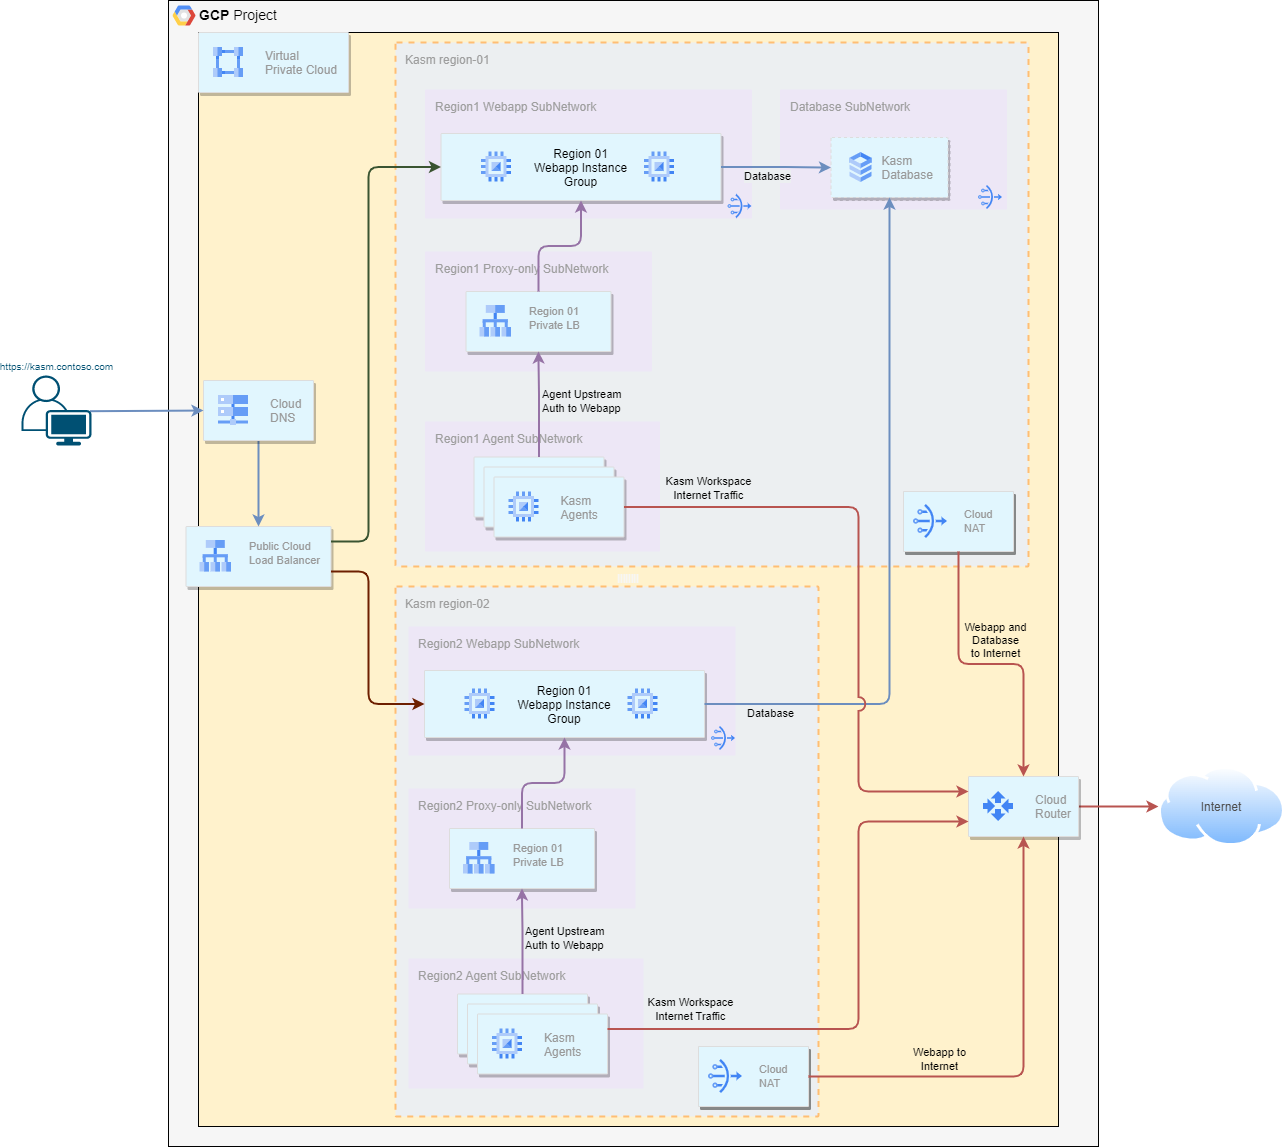 GCP Project
Virtual
Private Cloud
Kasm region-01
Region1 Webapp SubNetwork
Region 01
Webapp Instance
Group
Database
Database SubNetwork
Kasm
Database
Region1 Proxy-only SubNetwork
Region 01
Private LB
Agent Upstream
Auth to Webapp
Region1 Agent SubNetwork
Kasm
Agents
Kasm Workspace
Internet Traffic
Cloud
NAT
https://kasm.contoso.com
Cloud
DNS
Public Cloud
Load Balancer
Webapp and
Database
to Internet
Kasm region-02
Region2 Webapp SubNetwork
Region 01
Webapp Instance
Group
Database
Region2 Proxy-only SubNetwork
Region 01
Private LB
Cloud
Router
Internet
Agent Upstream
Auth to Webapp
Region2 Agent SubNetwork
Kasm
Agents
Kasm Workspace
Internet Traffic
Cloud
NAT
Webapp to
Internet